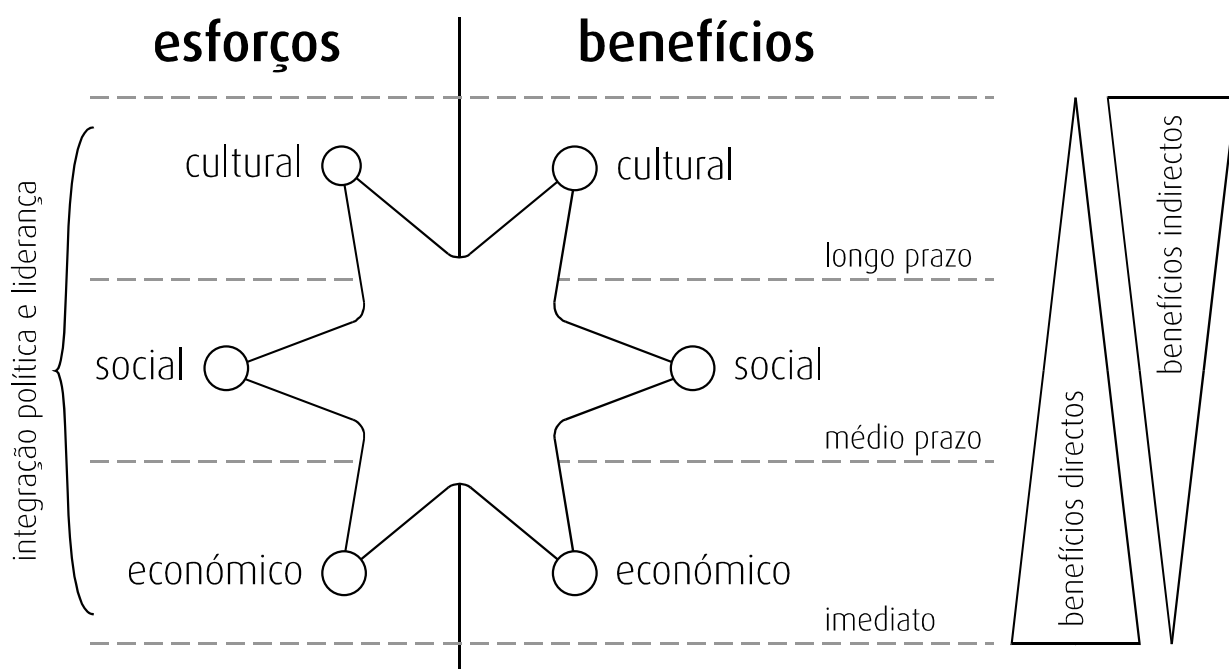 esforços
benefícios
cultural
cultural
longo prazo
social
social
médio prazo
económico
económico
imediato
integração política e liderança
benefícios directos
benefícios indirectos